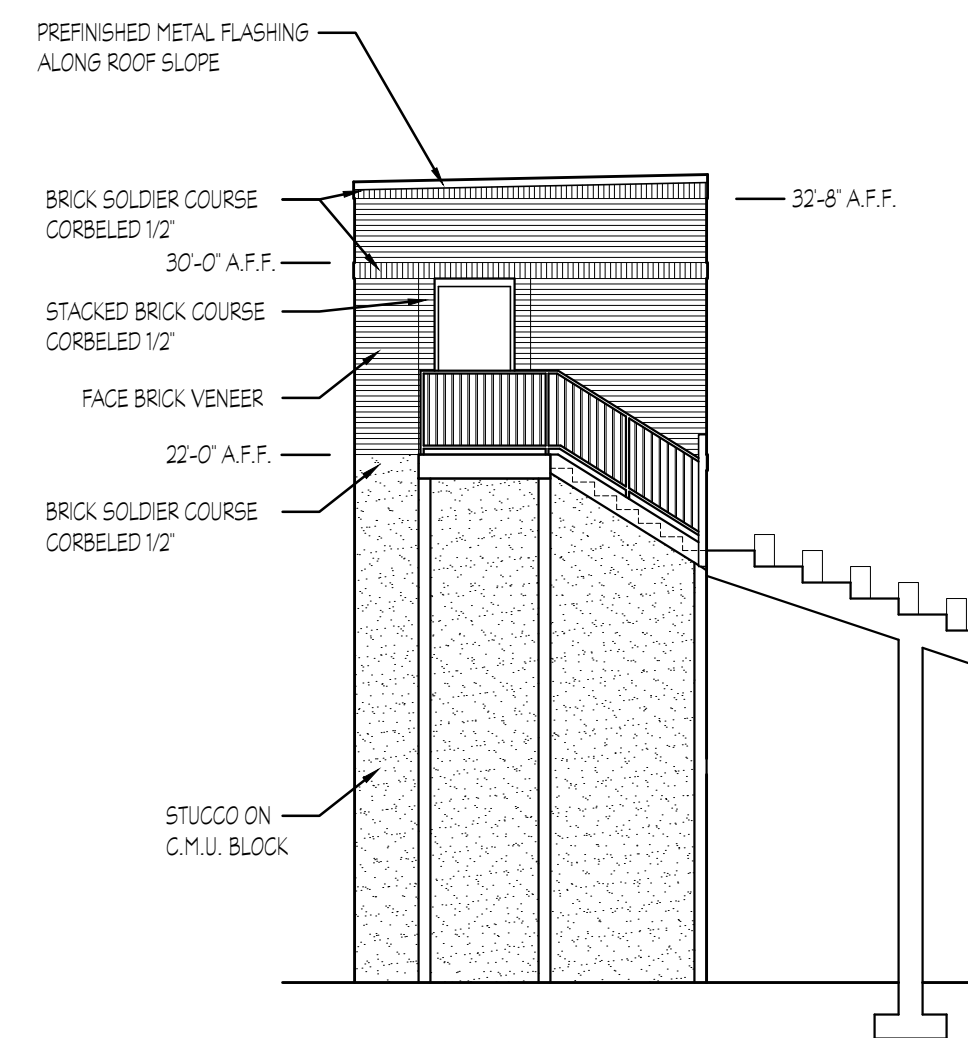 PREFINISHED METAL FLASHING
ALONG ROOF SLOPE
BRICK SOLDIER COURSE
CORBELED 1/2"
32'-8" A.F.F.
30'-0" A.F.F.
STACKED BRICK COURSE
CORBELED 1/2"
FACE BRICK VENEER
22'-0" A.F.F.
BRICK SOLDIER COURSE
CORBELED 1/2"
STUCCO ON
C.M.U. BLOCK